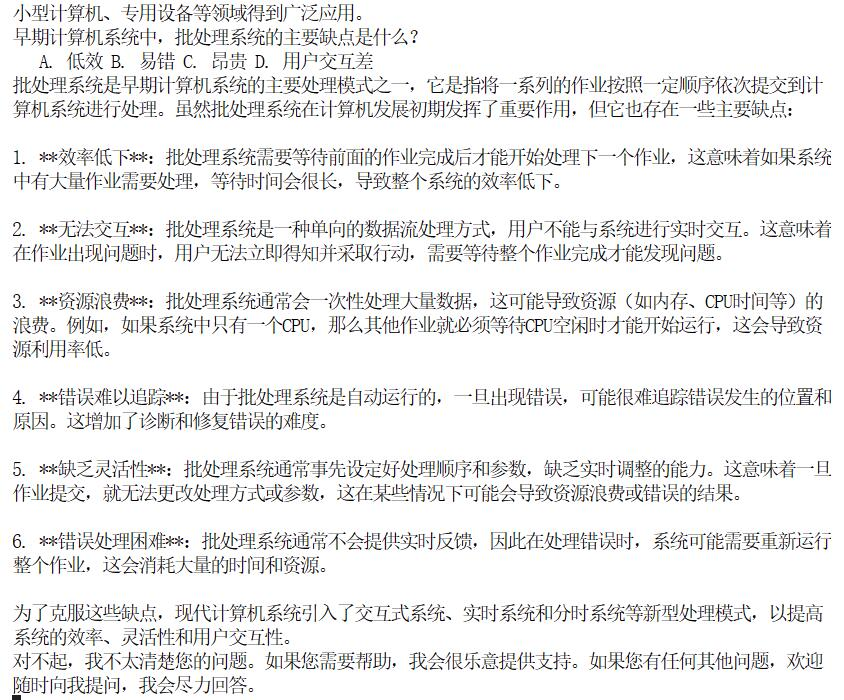 小型计算机、专用设备等领域得到广泛应用。
早期计算机系统中，批处理系统的主要缺点是什么？
A. 低效 B. 易错 C. 昂贵 D. 用户交互差
批处理系统是早期计算机系统的主要处理模式之一，它是指将一系列的作业按照一定顺序依次提交到计
算机系统进行处理。虽然批处理系统在计算机发展初期发挥了重要作用，但它也存在一些主要缺点：
1. **效率低下**：批处理系统需要等待前面的作业完成后才能开始处理下一个作业，这意味着如果系统
中有大量作业需要处理，等待时间会很长，导致整个系统的效率低下。
2. **无法交互**：批处理系统是一种单向的数据流处理方式，用户不能与系统进行实时交互。这意味着
在作业出现问题时，用户无法立即得知并采取行动，需要等待整个作业完成才能发现问题。
3. **资源浪费**：批处理系统通常会一次性处理大量数据，这可能导致资源（如内存、CPU时间等）的
浪费。例如，如果系统中只有一个CPU，那么其他作业就必须等待CPU空闲时才能开始运行，这会导致资
源利用率低。
4. **错误难以追踪**：由于批处理系统是自动运行的，一旦出现错误，可能很难追踪错误发生的位置和
原因。这增加了诊断和修复错误的难度。
5. **缺乏灵活性**：批处理系统通常事先设定好处理顺序和参数，缺乏实时调整的能力。这意味着一旦
作业提交，就无法更改处理方式或参数，这在某些情况下可能会导致资源浪费或错误的结果。
6. **错误处理困难**：批处理系统通常不会提供实时反馈，因此在处理错误时，系统可能需要重新运行
整个作业，这会消耗大量的时间和资源。
为了克服这些缺点，现代计算机系统引入了交互式系统、实时系统和分时系统等新型处理模式，以提高
系统的效率、灵活性和用户交互性。
对不起，我不太清楚您的问题。如果您需要帮助，我会很乐意提供支持。如果您有任何其他问题，欢迎
随时向我提问，我会尽力回答。